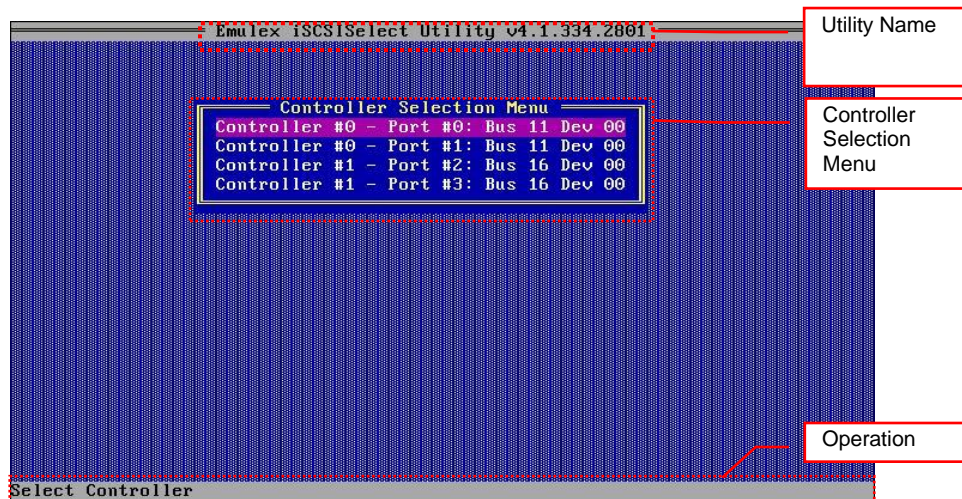 Emulex iSCSISelect Utility v4.1.334.2801
Utility Name
Controller Selection Menu
Controller #0 - Port #0: Bus 11 Dev 00
Controller #0 - Port #1: Bus 11 Dev 00
Controller #1 - Port #2: Bus 16 Dev 00
Controller #1 - Port #3: Bus 16 Dev 00
Controller
Selection
Menu
Operation
Select Controller